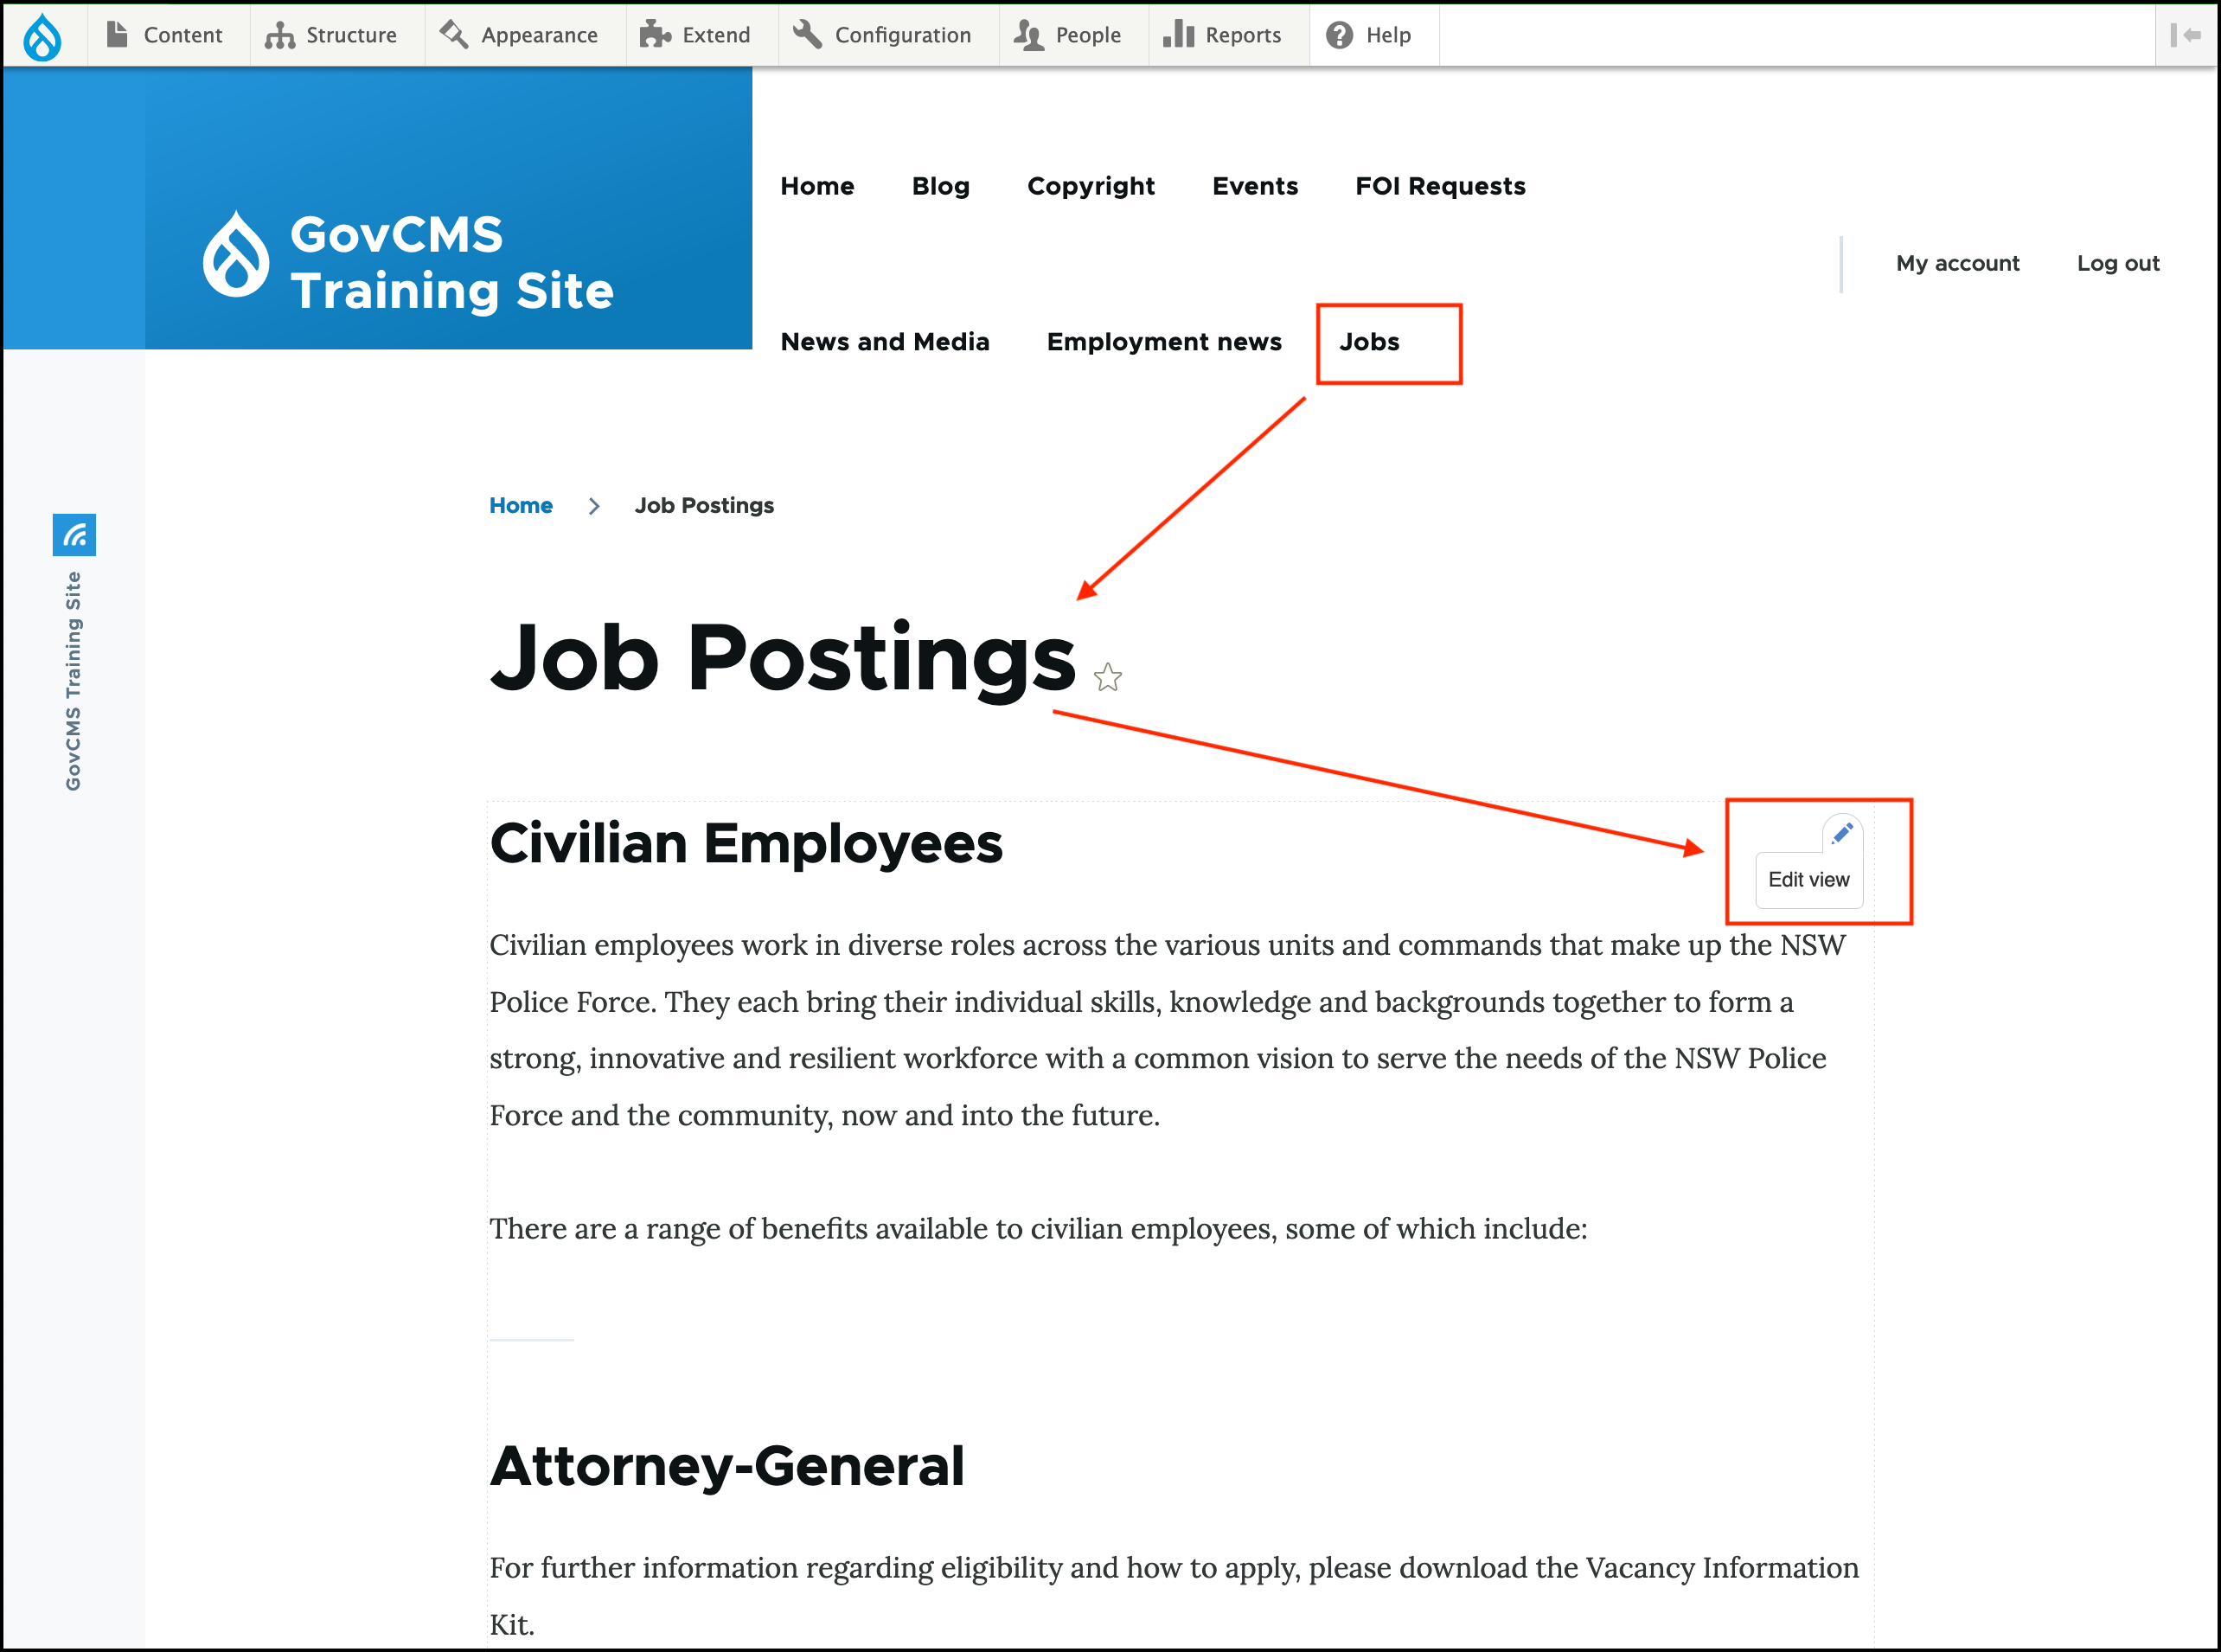 Content Structure Appearance Extend Configuration People Reports Help
GovCMS
Training Site
Home Blog Copyright Events FOI Requests
My account Log out
News and Media Employment news Jobs
Home > Job Postings
GovCMS Training Site
Job Postings
Civilian Employees
Edit view
Civilian employees work in diverse roles across the various units and commands that make up the NSW
Police Force. They each bring their individual skills, knowledge and backgrounds together to form a
strong, innovative and resilient workforce with a common vision to serve the needs of the NSW Police
Force and the community, now and into the future.
There are a range of benefits available to civilian employees, some of which include:
Attorney-General
For further information regarding eligibility and how to apply, please download the Vacancy Information
Kit.